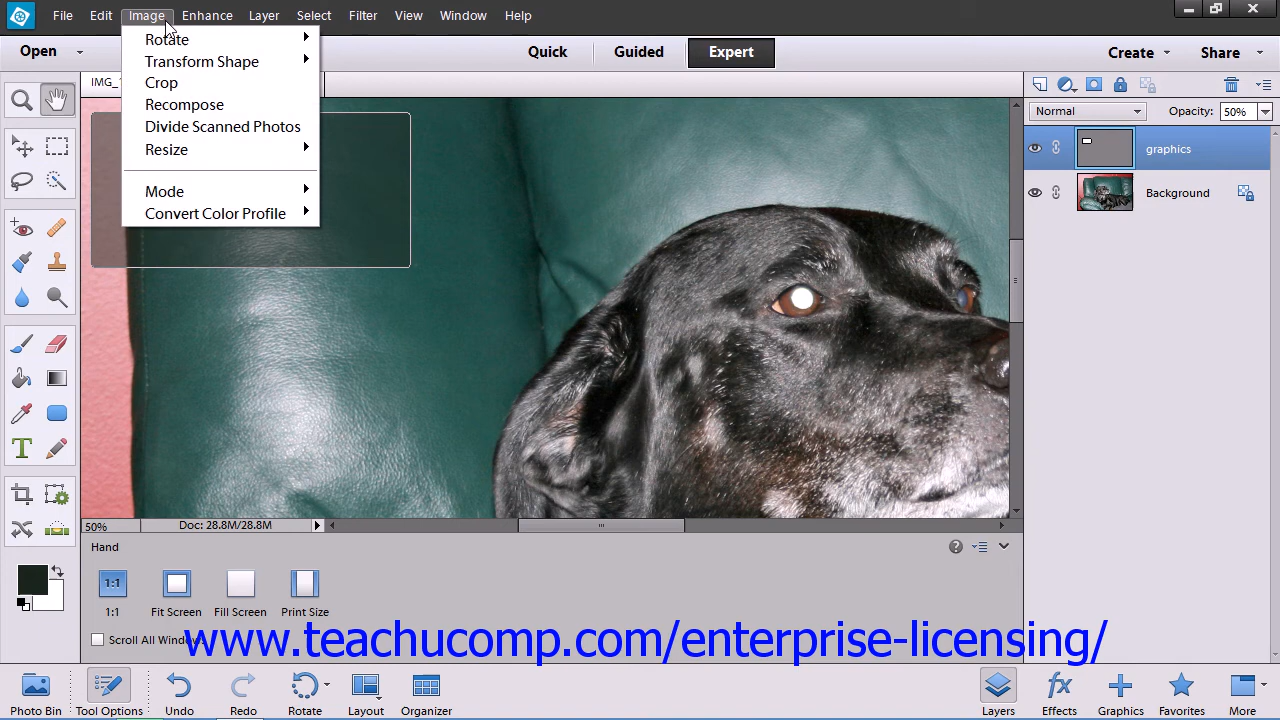 File Edit Image Enhance Layer Select Filter View Window Help
Open Quick Guided Expert Create Share
IMG_
Rotate
Transform Shape
Crop
Recompose
Divide Scanned Photos
Resize
Mode
Convert Color Profile
Normal Opacity: 50%
graphics
Background
50% Doc: 28.8M/28.8M
Hand
1:1
1:1 Fit Screen Fill Screen Print Size
Scroll All Window
www.teachucomp.com/enterprise-licensing/
Photo Bin Tool Options Undo Redo Rotate Layout Organizer Layers Effects Graphics Favorites More
fx